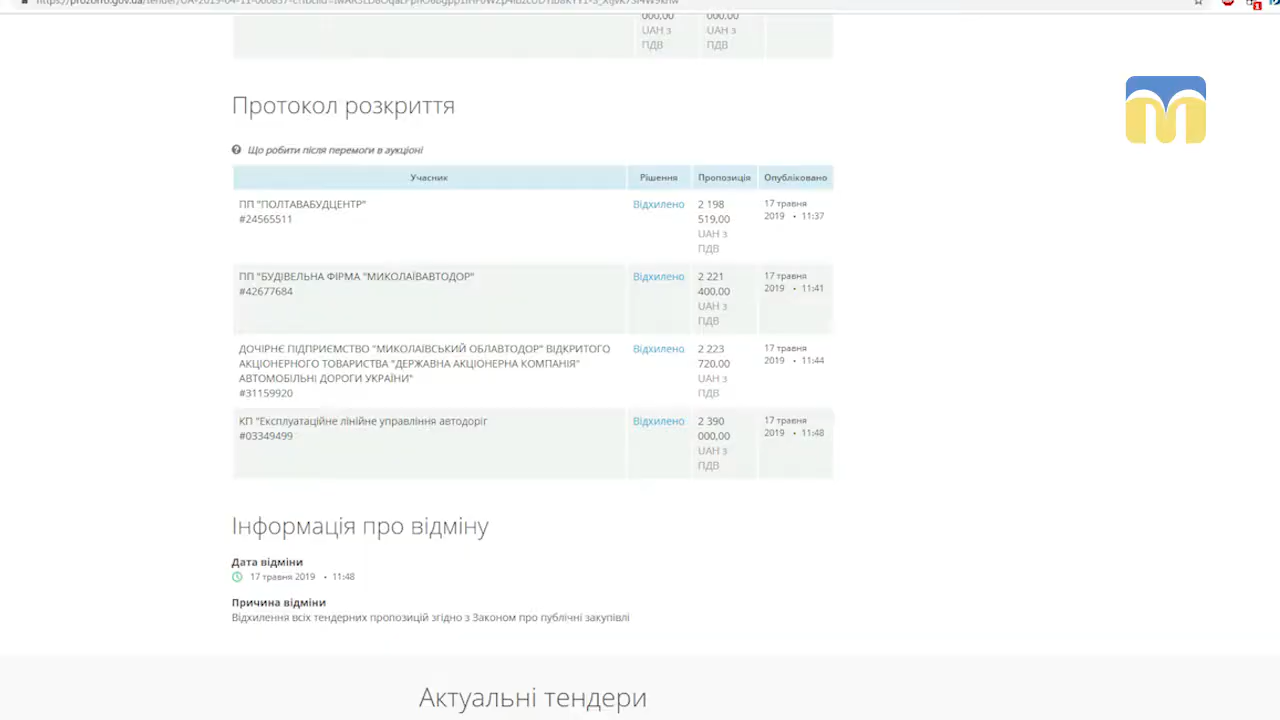 000,00 000,00
UAH з UAH з
ПДВ ПДВ
Протокол розкриття
Що робити після перемоги в аукціоні
Учасник Рішення Пропозиція Опубліковано
ПП "ПОЛТАВАБУДЦЕНТР" Відхилено 2 198 17 травня
#24565511 519,00 2019 • 11:37
UAH з
ПДВ
ПП "БУДІВЕЛЬНА ФІРМА "МИКОЛАЇВАВТОДОР" Відхилено 2 221 17 травня
#42677684 400,00 2019 • 11:41
UAH з
ПДВ
ДОЧІРНЄ ПІДПРИЄМСТВО "МИКОЛАЇВСЬКИЙ ОБЛАВТОДОР" ВІДКРИТОГО Відхилено 2 223 17 травня
АКЦІОНЕРНОГО ТОВАРИСТВА "ДЕРЖАВНА АКЦІОНЕРНА КОМПАНІЯ" 720,00 2019 • 11:44
АВТОМОБІЛЬНІ ДОРОГИ УКРАЇНИ" UAH з
#31159920 ПДВ
КП "Експлуатаційне лінійне управління автодоріг Відхилено 2 390 17 травня
#03349499 000,00 2019 • 11:48
UAH з
ПДВ
Інформація про відміну
Дата відміни
17 травня 2019 • 11:48
Причина відміни
Відхилення всіх тендерних пропозицій згідно з Законом про публічні закупівлі
Актуальні тендери